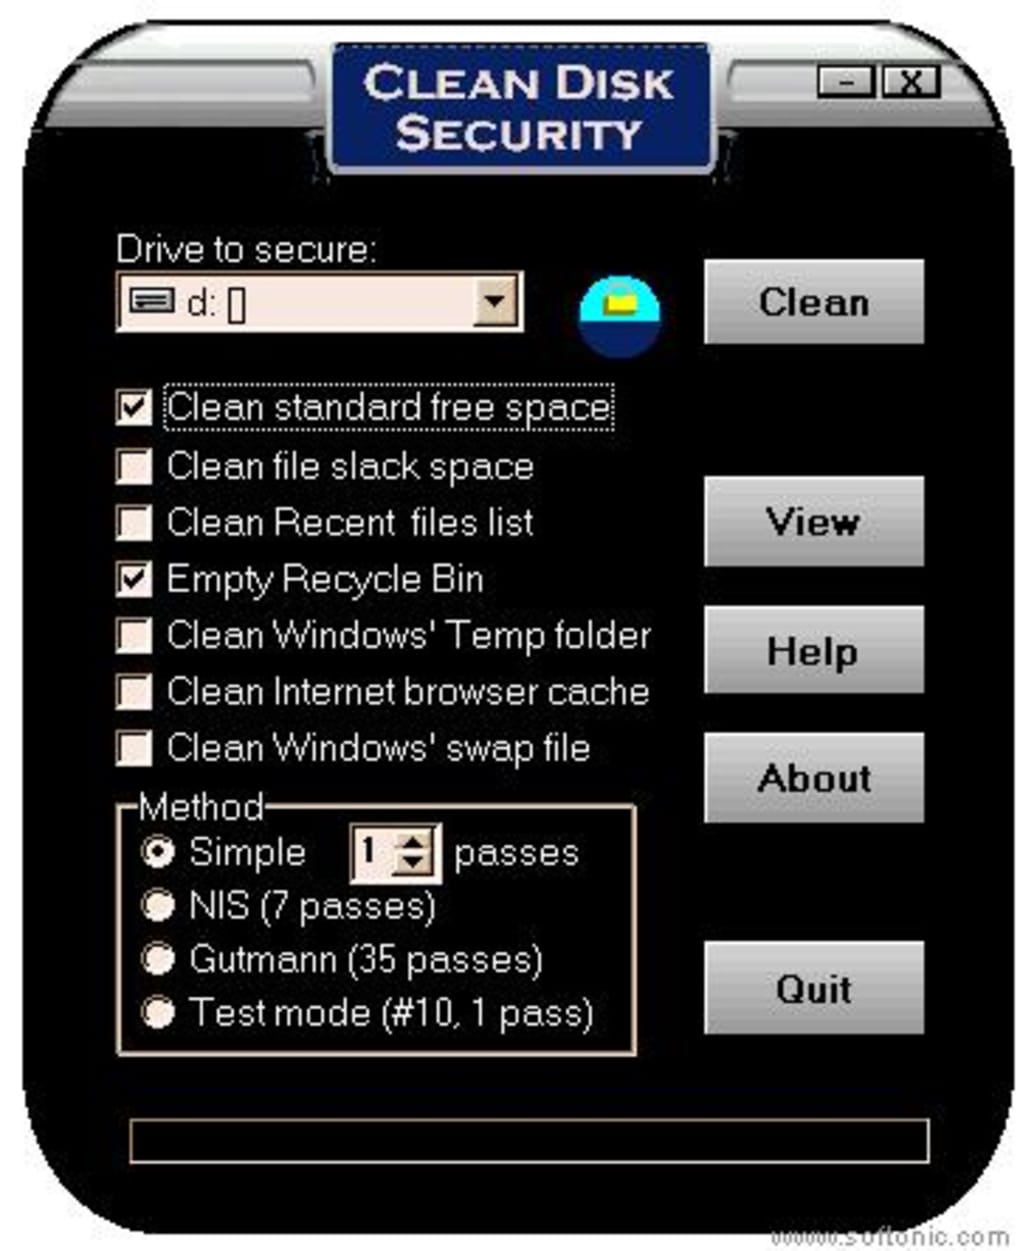 CLEAN DISK
SECURITY
- X
Drive to secure:
d: []
Clean
Clean standard free space
Clean file slack space
View
Clean Recent files list
Empty Recycle Bin
Clean Windows' Temp folder
Help
Clean Internet browser cache
Clean Windows' swap file
About
Method
Simple 1 passes
NIS (7 passes)
Gutmann (35 passes)
Quit
Test mode (#10, 1 pass)
www.softonic.com